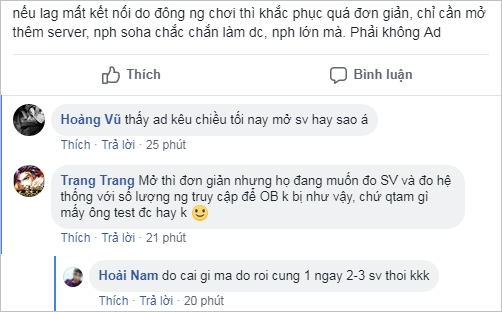 nếu lag mất kết nối do đông ng chơi thì khắc phục quá đơn giản, chỉ cần mở
thêm server, nph soha chắc chắn làm dc, nph lớn mà. Phải không Ad
Thích Bình luận
Hoàng Vũ thấy ad kêu chiều tối nay mở sv hay sao á
Thích · Trả lời · 25 phút
Trang Trang Mở thì đơn giản nhưng họ đang muốn đo SV và đo hệ
thống với số lượng ng truy cập để OB k bị như vậy, chứ qtam gì
mấy ông test đc hay k
Thích · Trả lời · 21 phút
Hoài Nam do cai gi ma do roi cung 1 ngay 2-3 sv thoi kkk
Thích · Trả lời · 20 phút